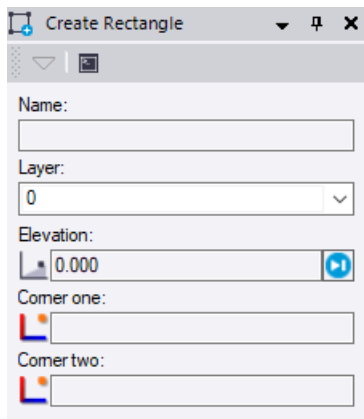 Create Rectangle
Name:
Layer:
0
Elevation:
0.000
Corner one:
Corner two: